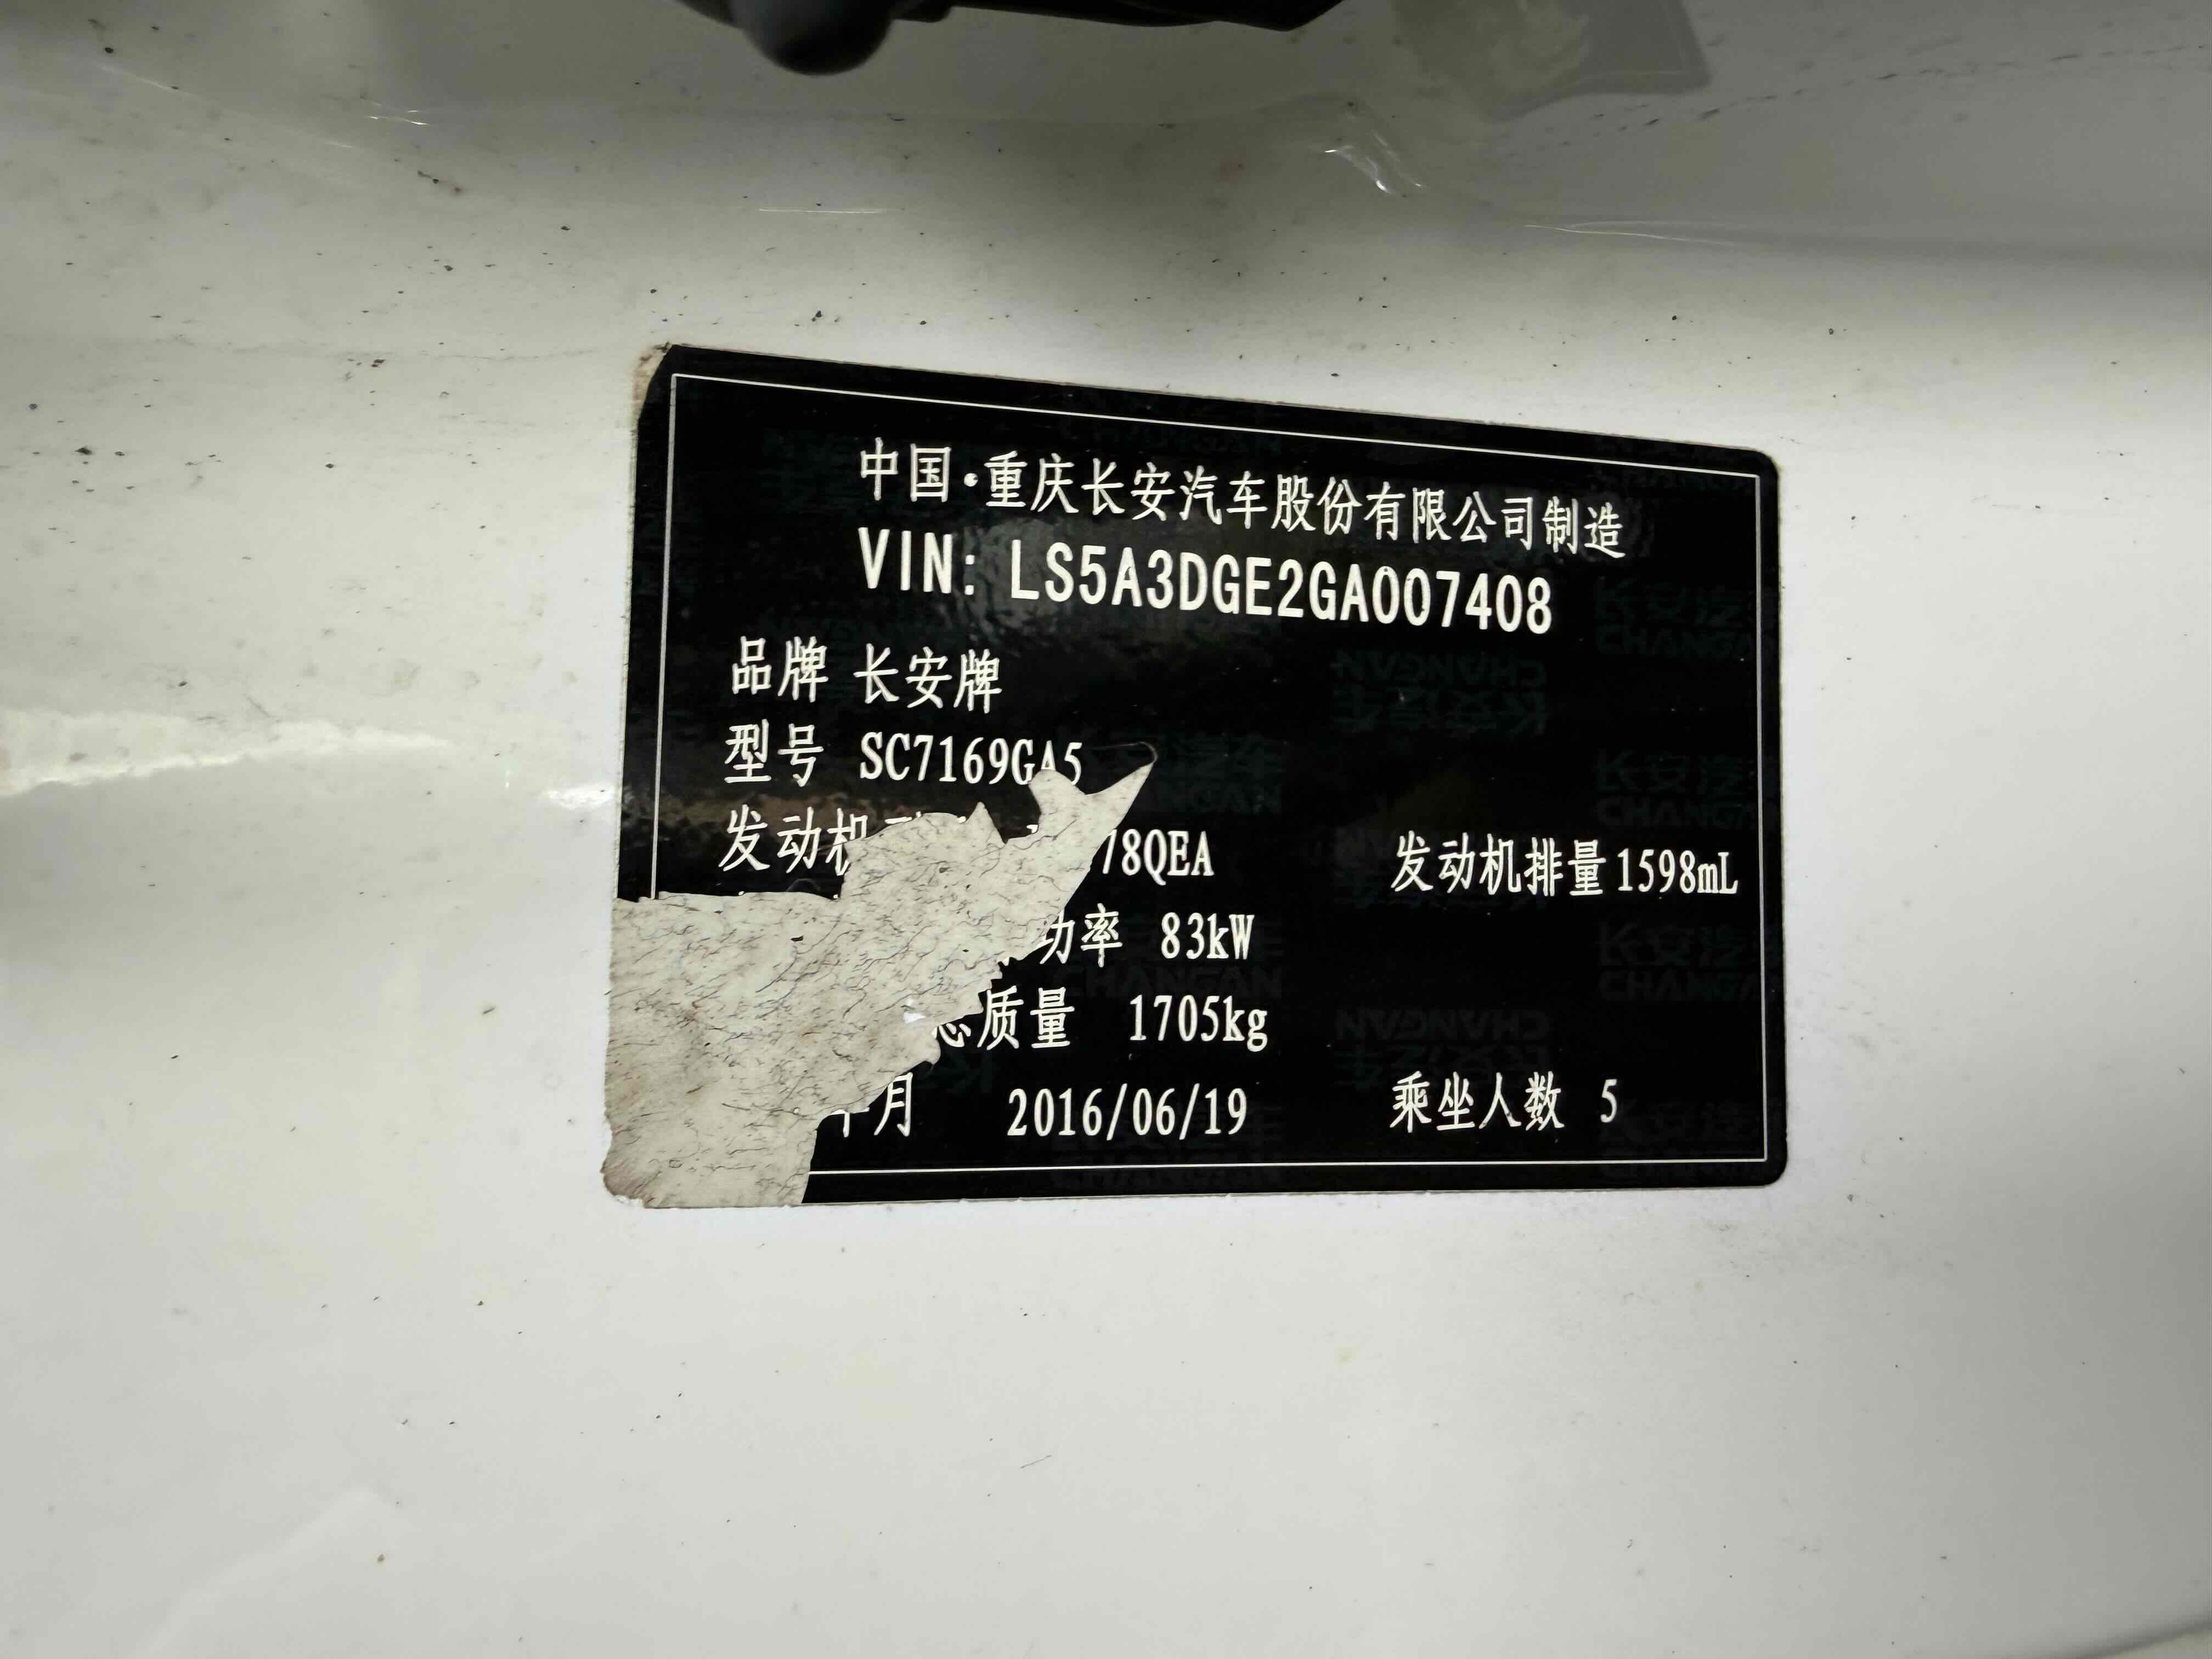 中国·重庆长安汽车股份有限公司制造
VIN: LS5A3DGE2GA007408
品牌 长安牌
型号 SC7169GA5
发动机 78QEA 发动机排量 1598mL
功率 83kW
质量 1705kg
年月 2016/06/19 乘坐人数 5